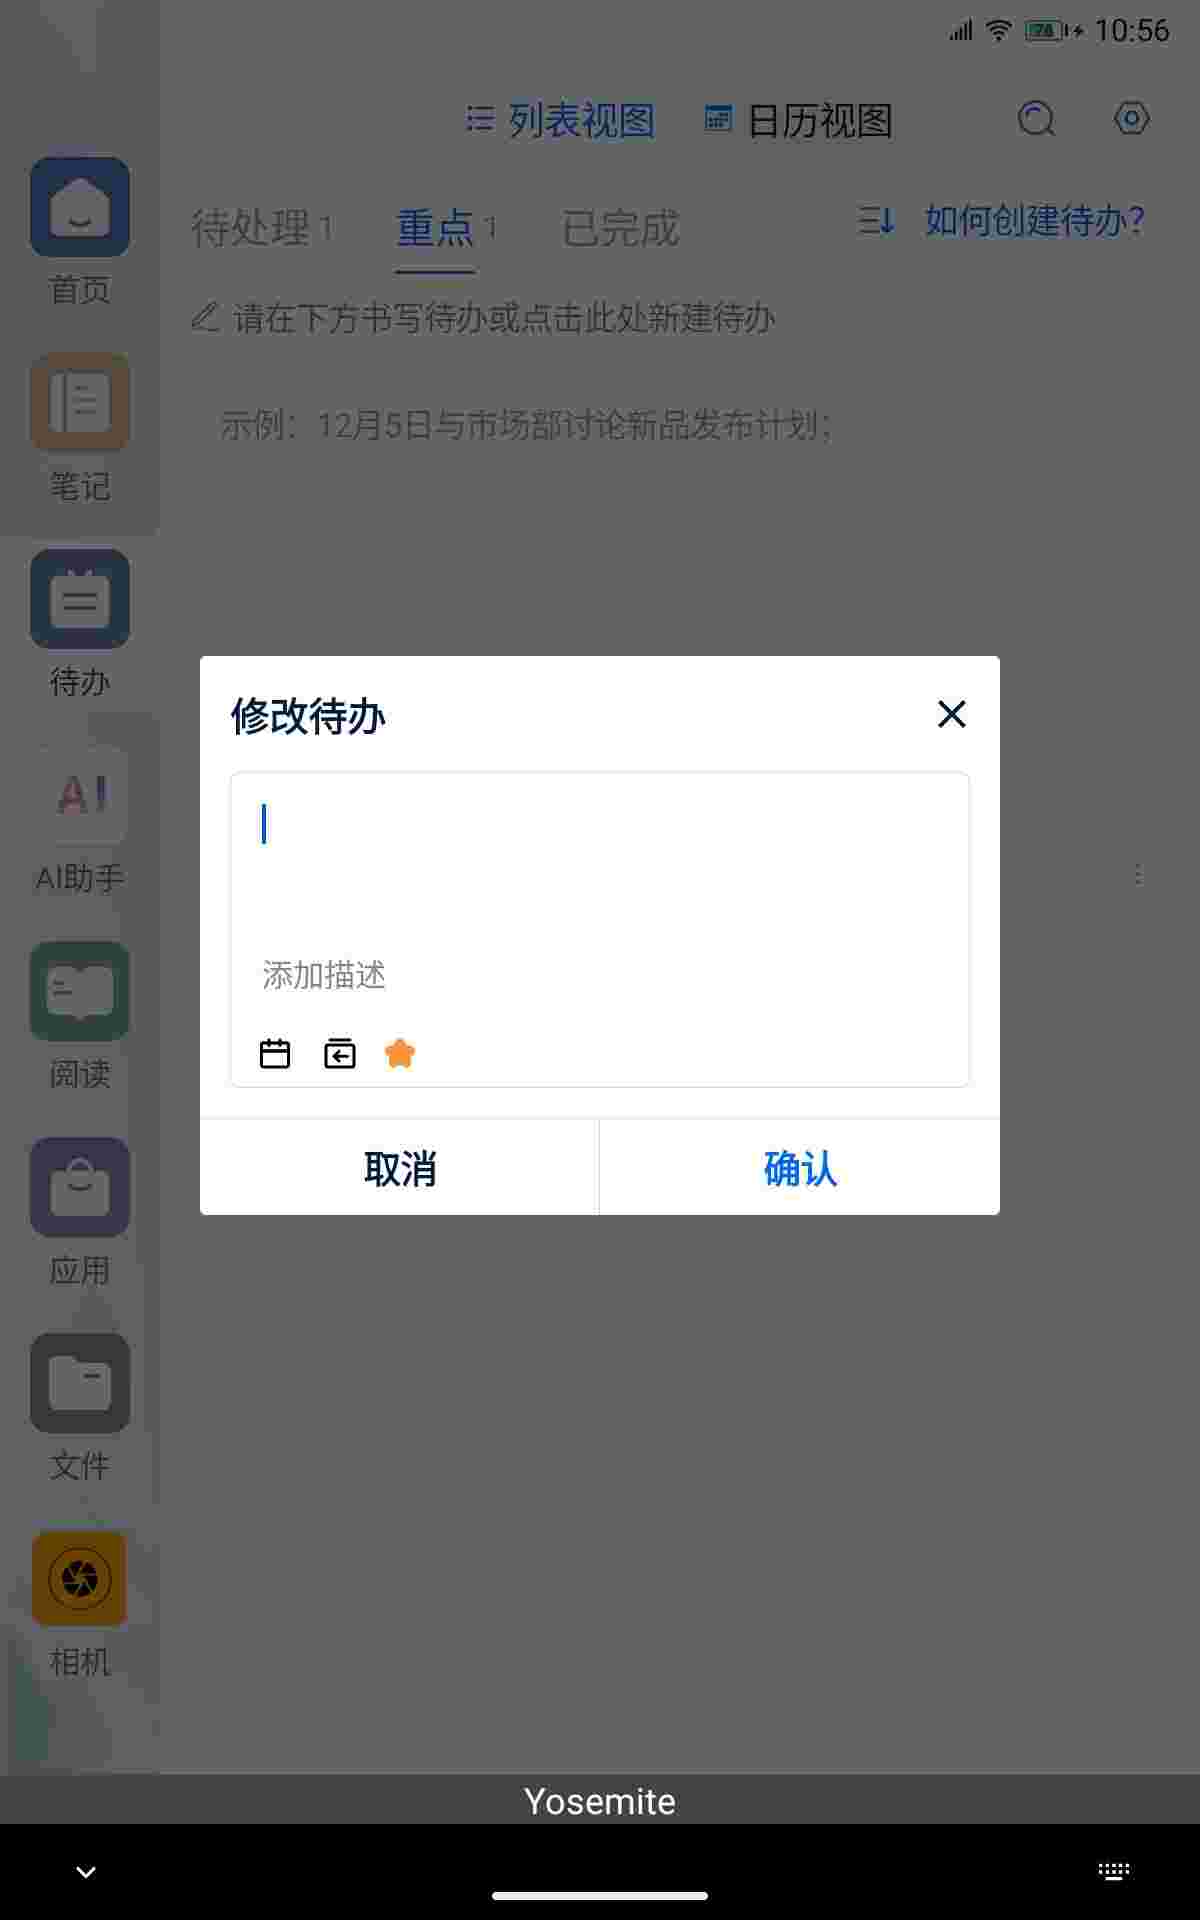 74 10:56
列表视图 日历视图
待处理 1 重点 1 已完成 如何创建待办?
请在下方书写待办或点击此处新建待办
示例：12月5日与市场部讨论新品发布计划;
首页
笔记
待办
AI
AI助手
阅读
应用
文件
相机
修改待办
添加描述
取消 确认
Yosemite